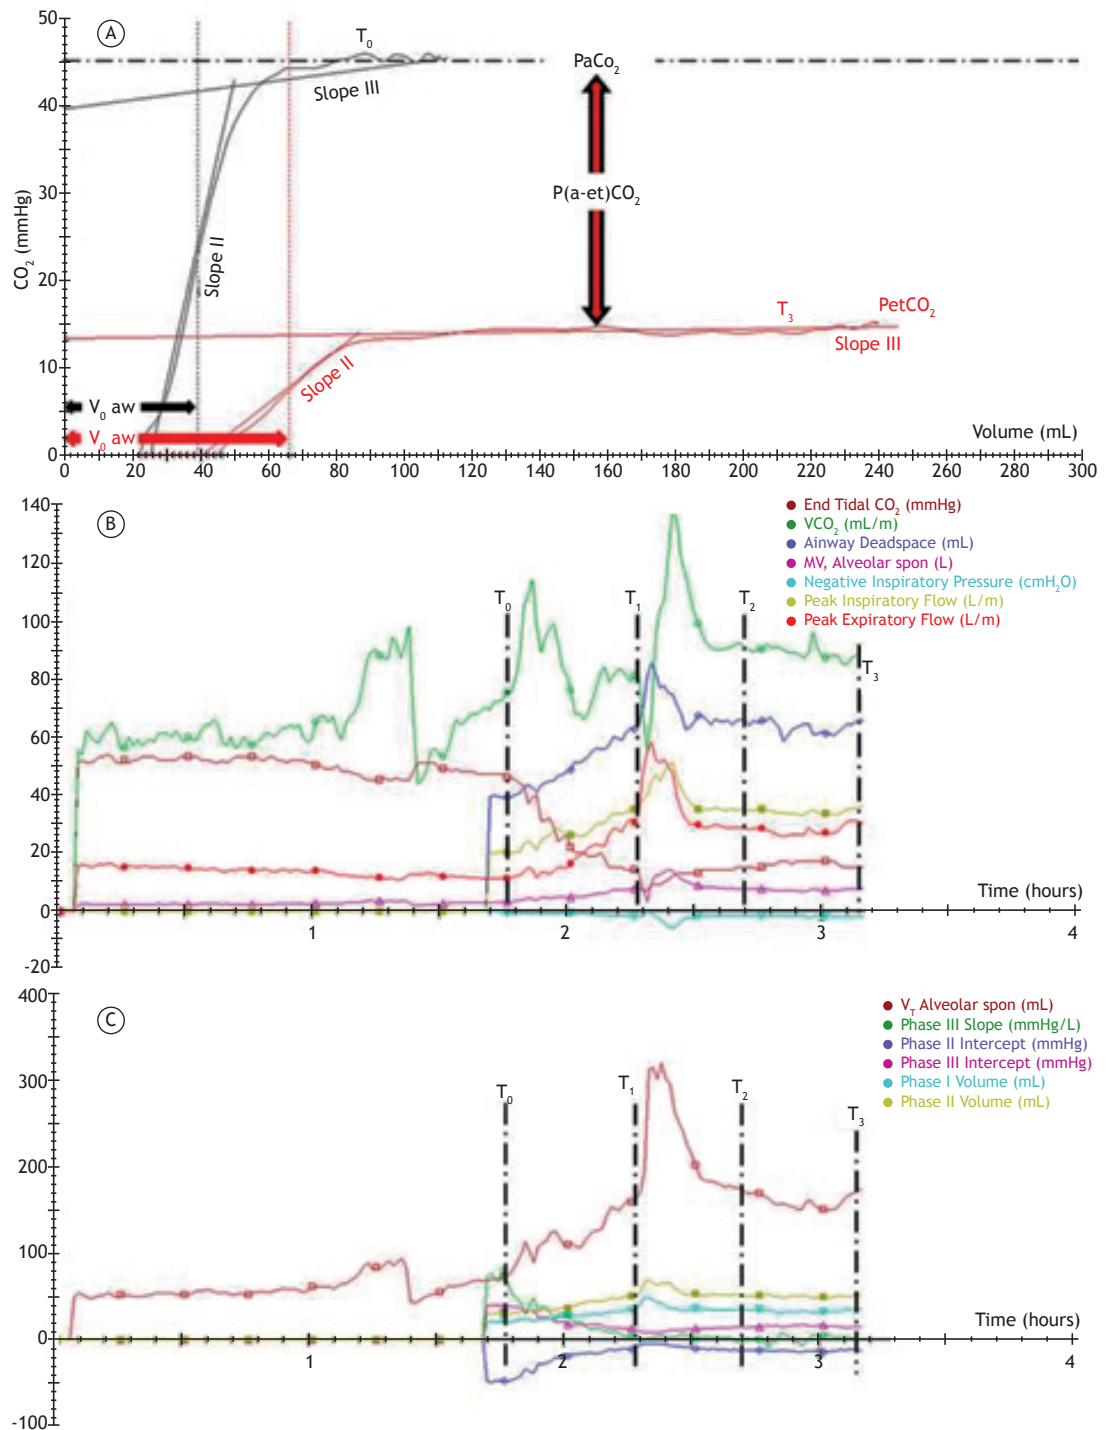 A
50
40
30
20
10
0
CO2 (mmHg)
T0
PaCo2
Slope III
P(a-et)CO2
Slope II
T3
PetCO2
Slope III
Slope II
V0 aw
V0 aw
Volume (mL)
0 20 40 60 80 100 120 140 160 180 200 220 240 260 280 300
B
140
120
100
80
60
40
20
0
-20
End Tidal CO2 (mmHg)
VCO2 (mL/m)
Ainway Deadspace (mL)
MV, Alveolar spon (L)
Negative Inspiratory Pressure (cmH2O)
Peak Inspiratory Flow (L/m)
Peak Expiratory Flow (L/m)
T0 T1 T2 T3
Time (hours)
1 2 3 4
C
400
300
200
100
0
-100
VT Alveolar spon (mL)
Phase III Slope (mmHg/L)
Phase II Intercept (mmHg)
Phase III Intercept (mmHg)
Phase I Volume (mL)
Phase II Volume (mL)
T0 T1 T2 T3
Time (hours)
1 2 3 4